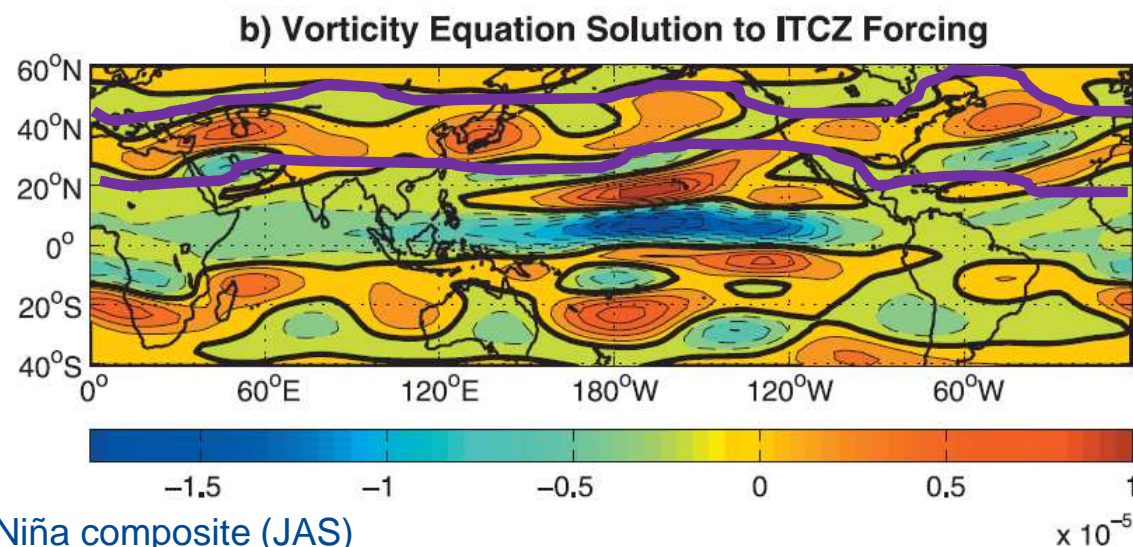 b) Vorticity Equation Solution to ITCZ Forcing
60°N
40°N
20°N
0°
20°S
40°S
0° 60°E 120°E 180°W 120°W 60°W
−1.5 −1 −0.5 0 0.5 1
x 10⁻⁵
Niña composite (JAS)